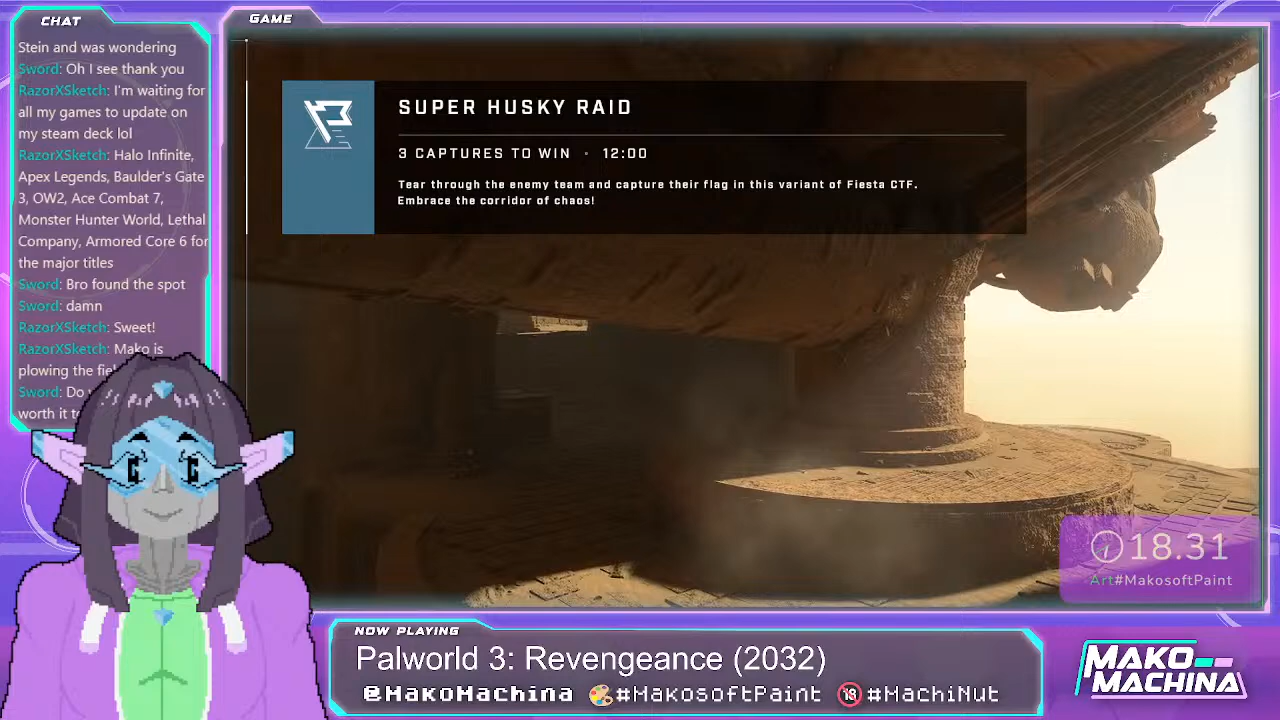 CHAT
Stein and was wondering
Sword: Oh I see thank you
RazorXSketch: I'm waiting for
all my games to update on
my steam deck lol
RazorXSketch: Halo Infinite,
Apex Legends, Baulder's Gate
3, OW2, Ace Combat 7,
Monster Hunter World, Lethal
Company, Armored Core 6 for
the major titles
Sword: Bro found the spot
Sword: damn
RazorXSketch: Sweet!
RazorXSketch: Mako is
plowing the
Sword: Do
worth it
GAME
SUPER HUSKY RAID
3 CAPTURES TO WIN · 12:00
Tear through the enemy team and capture their flag in this variant of Fiesta CTF.
Embrace the corridor of chaos!
18.31
Art#MakosoftPaint
NOW PLAYING
Palworld 3: Revengeance (2032)
@MakoMachina #MakosoftPaint 🔞#MachiNut
MAKO
MACHINA